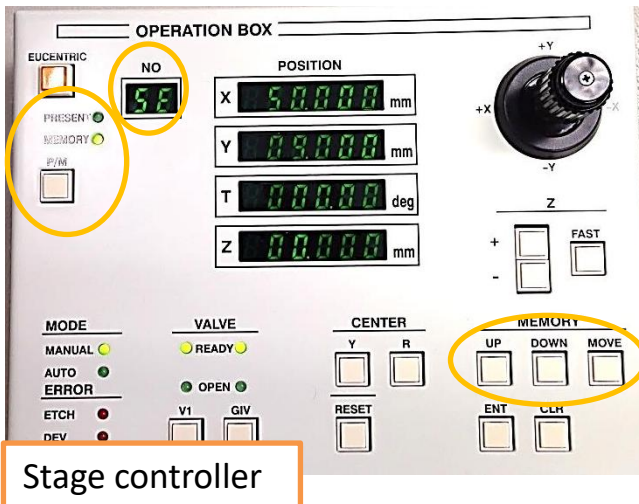 OPERATION BOX
EUCENTRIC
NO
POSITION
PRESENT
MEMORY
P/M
X 50.000 mm
Y 09.000 mm
T 000.00 deg
Z 00.000 mm
+Y
+X
-X
-Y
Z
+
-
FAST
MODE
MANUAL
AUTO
ERROR
ETCH
DEV
VALVE
READY
OPEN
V1 GIV
CENTER
Y R
RESET
MEMORY
UP DOWN MOVE
ENT CLR
Stage controller